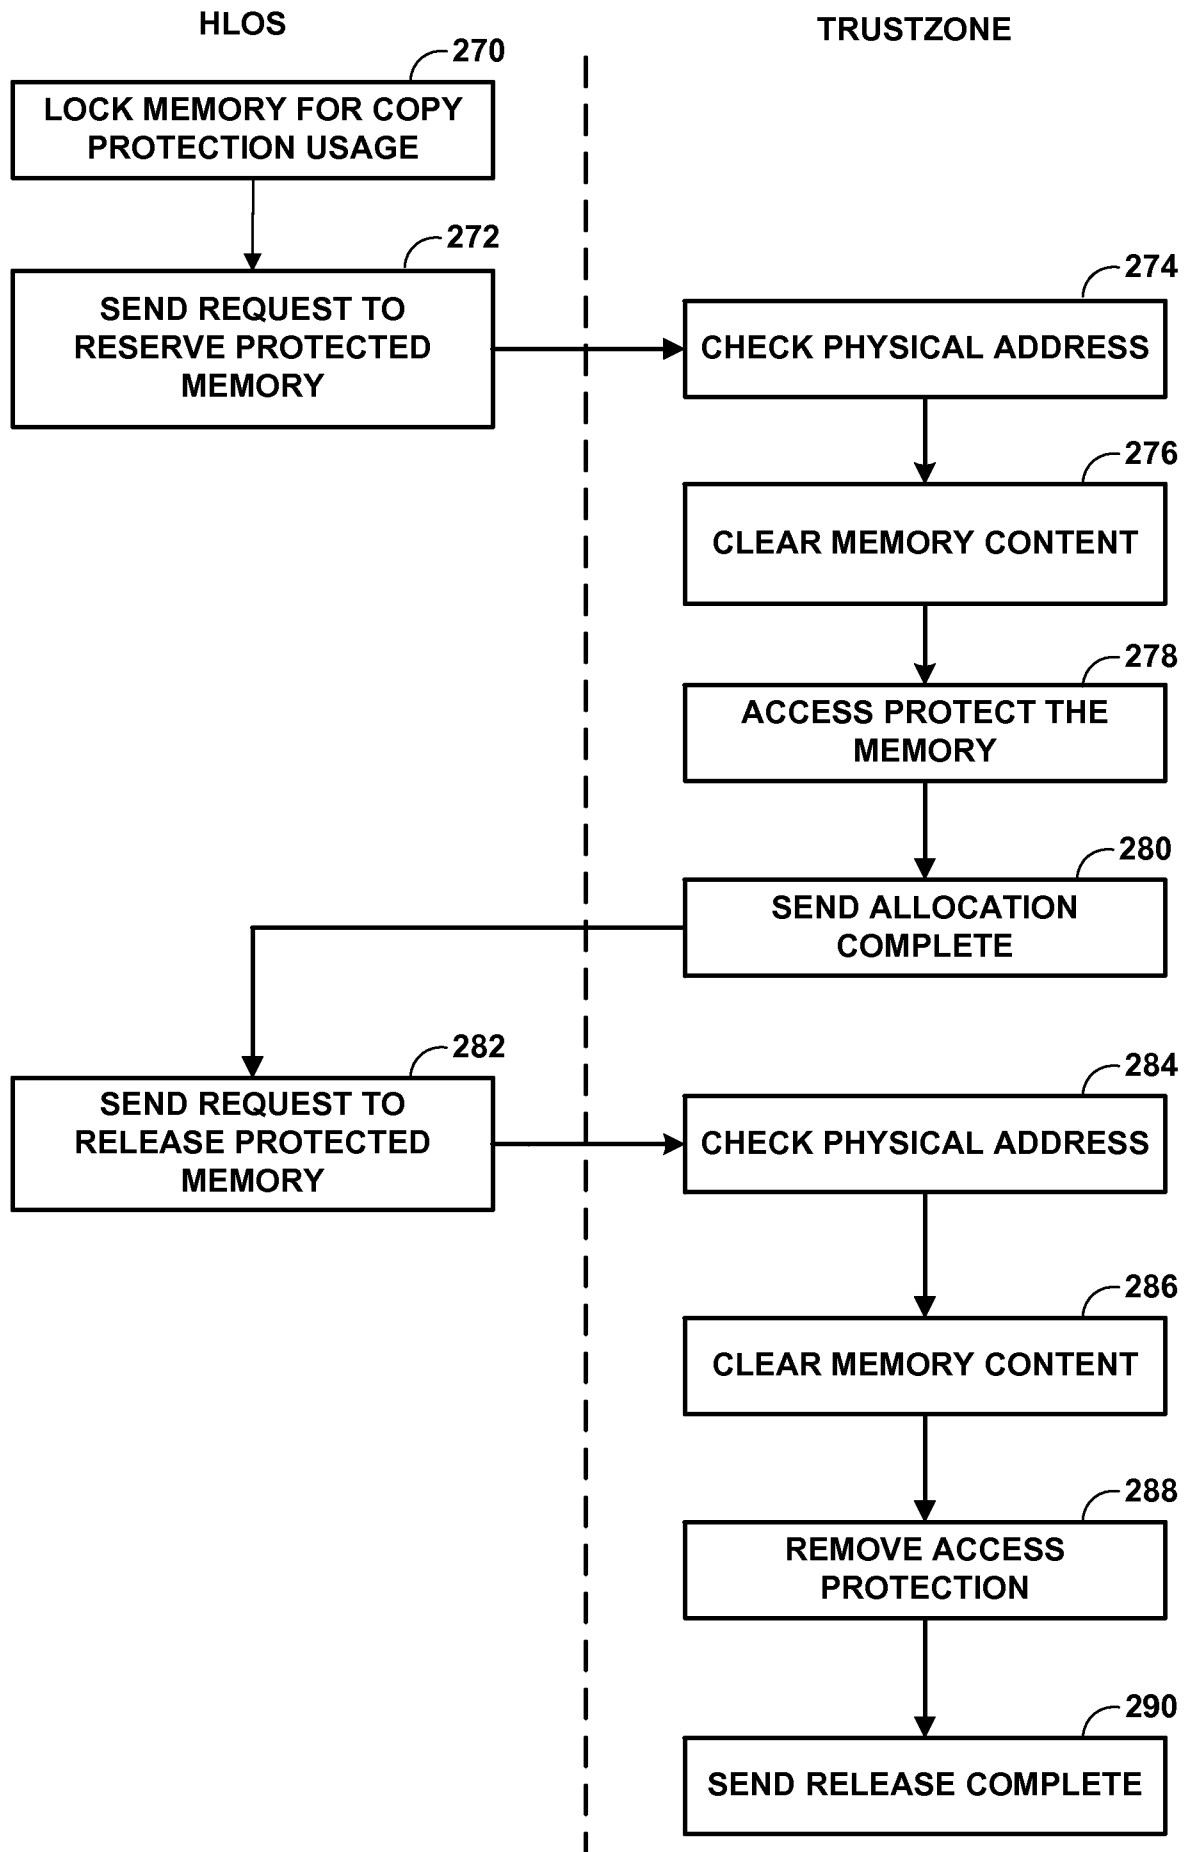 HLOS
TRUSTZONE
270
LOCK MEMORY FOR COPY
PROTECTION USAGE
272
SEND REQUEST TO
RESERVE PROTECTED
MEMORY
274
CHECK PHYSICAL ADDRESS
276
CLEAR MEMORY CONTENT
278
ACCESS PROTECT THE
MEMORY
280
SEND ALLOCATION
COMPLETE
282
SEND REQUEST TO
RELEASE PROTECTED
MEMORY
284
CHECK PHYSICAL ADDRESS
286
CLEAR MEMORY CONTENT
288
REMOVE ACCESS
PROTECTION
290
SEND RELEASE COMPLETE